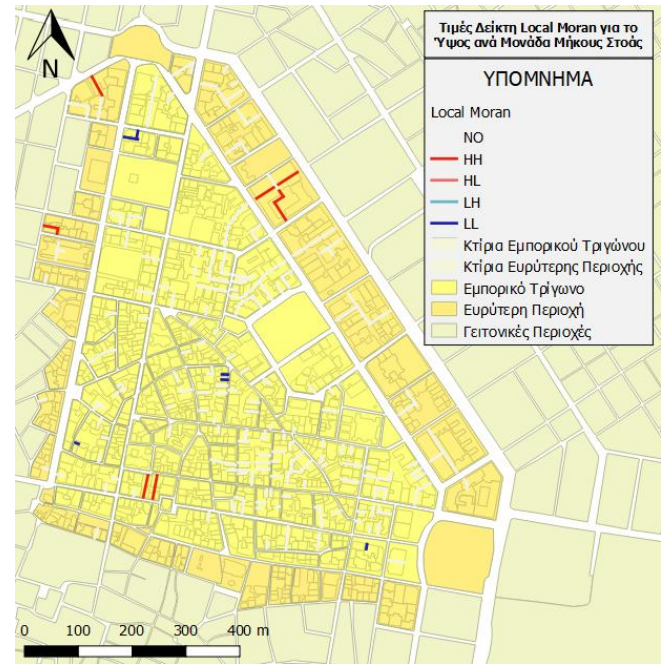 Τιμές Δείκτη Local Moran για το
Ύψος ανά Μονάδα Μήκους Στοάς
N
ΥΠΟΜΝΗΜΑ
Local Moran
NO
HH
HL
LH
LL
Κτίρια Εμπορικού Τριγώνου
Κτίρια Ευρύτερης Περιοχής
Εμπορικό Τρίγωνο
Ευρύτερη Περιοχή
Γειτονικές Περιοχές
0 100 200 300 400 m